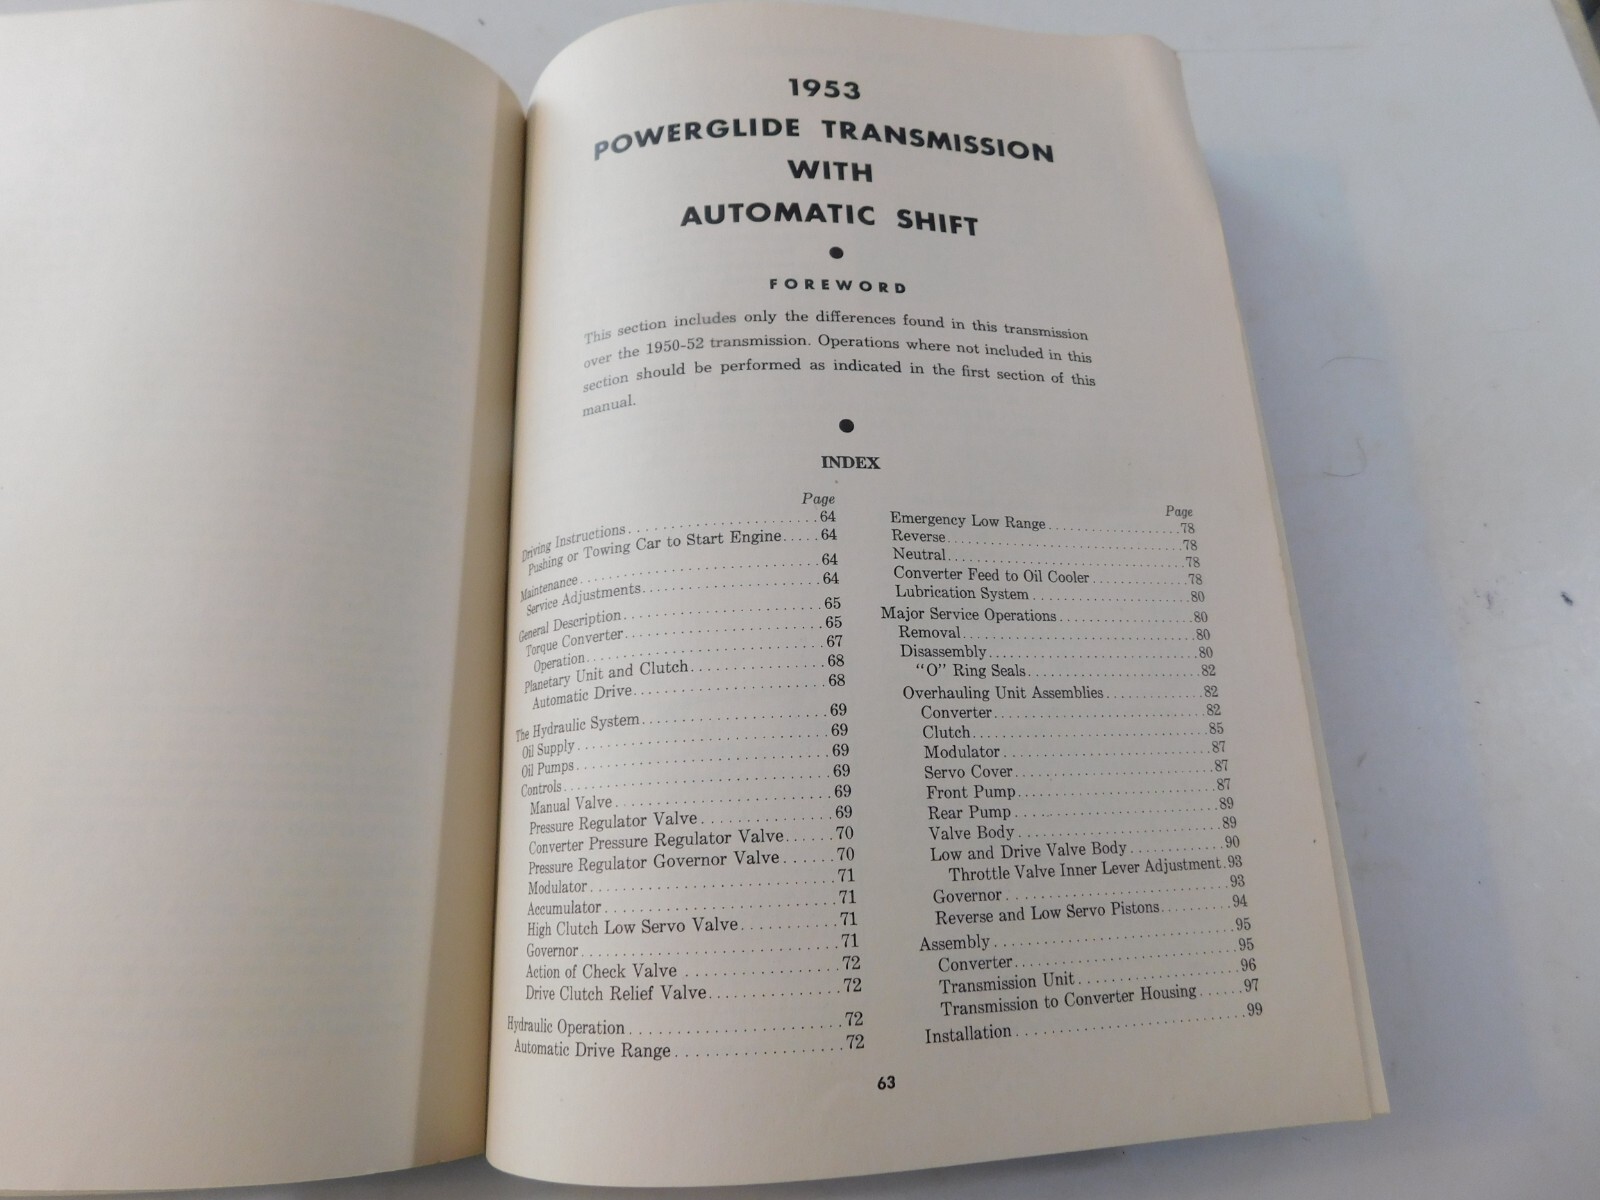 1953
POWERGLIDE TRANSMISSION
WITH
AUTOMATIC SHIFT
●
FOREWORD
This section includes only the differences found in this transmission
over the 1950-52 transmission. Operations where not included in this
section should be performed as indicated in the first section of this
manual.
●
INDEX
Page
Driving Instructions....................64
Pushing or Towing Car to Start Engine.....64
Maintenance.........................64
Service Adjustments...................64
General Description....................65
Torque Converter.....................65
Operation.........................67
Planetary Unit and Clutch..............68
Automatic Drive....................68
The Hydraulic System..................69
Oil Supply.........................69
Oil Pumps..........................69
Controls...........................69
Manual Valve......................69
Pressure Regulator Valve..............69
Converter Pressure Regulator Valve......70
Pressure Regulator Governor Valve......70
Modulator.........................71
Accumulator.......................71
High Clutch Low Servo Valve...........71
Governor..........................71
Action of Check Valve................72
Drive Clutch Relief Valve..............72
Hydraulic Operation....................72
Automatic Drive Range.................72
Page
Emergency Low Range..................78
Reverse............................78
Neutral............................78
Converter Feed to Oil Cooler............78
Lubrication System....................80
Major Service Operations................80
Removal............................80
Disassembly.........................80
"O" Ring Seals......................82
Overhauling Unit Assemblies............82
Converter..........................82
Clutch............................85
Modulator..........................87
Servo Cover........................87
Front Pump.........................87
Rear Pump..........................89
Valve Body.........................89
Low and Drive Valve Body.............90
Throttle Valve Inner Lever Adjustment.93
Governor..........................93
Reverse and Low Servo Pistons.........94
Assembly...........................95
Converter..........................95
Transmission Unit...................96
Transmission to Converter Housing......97
Installation.........................99
63